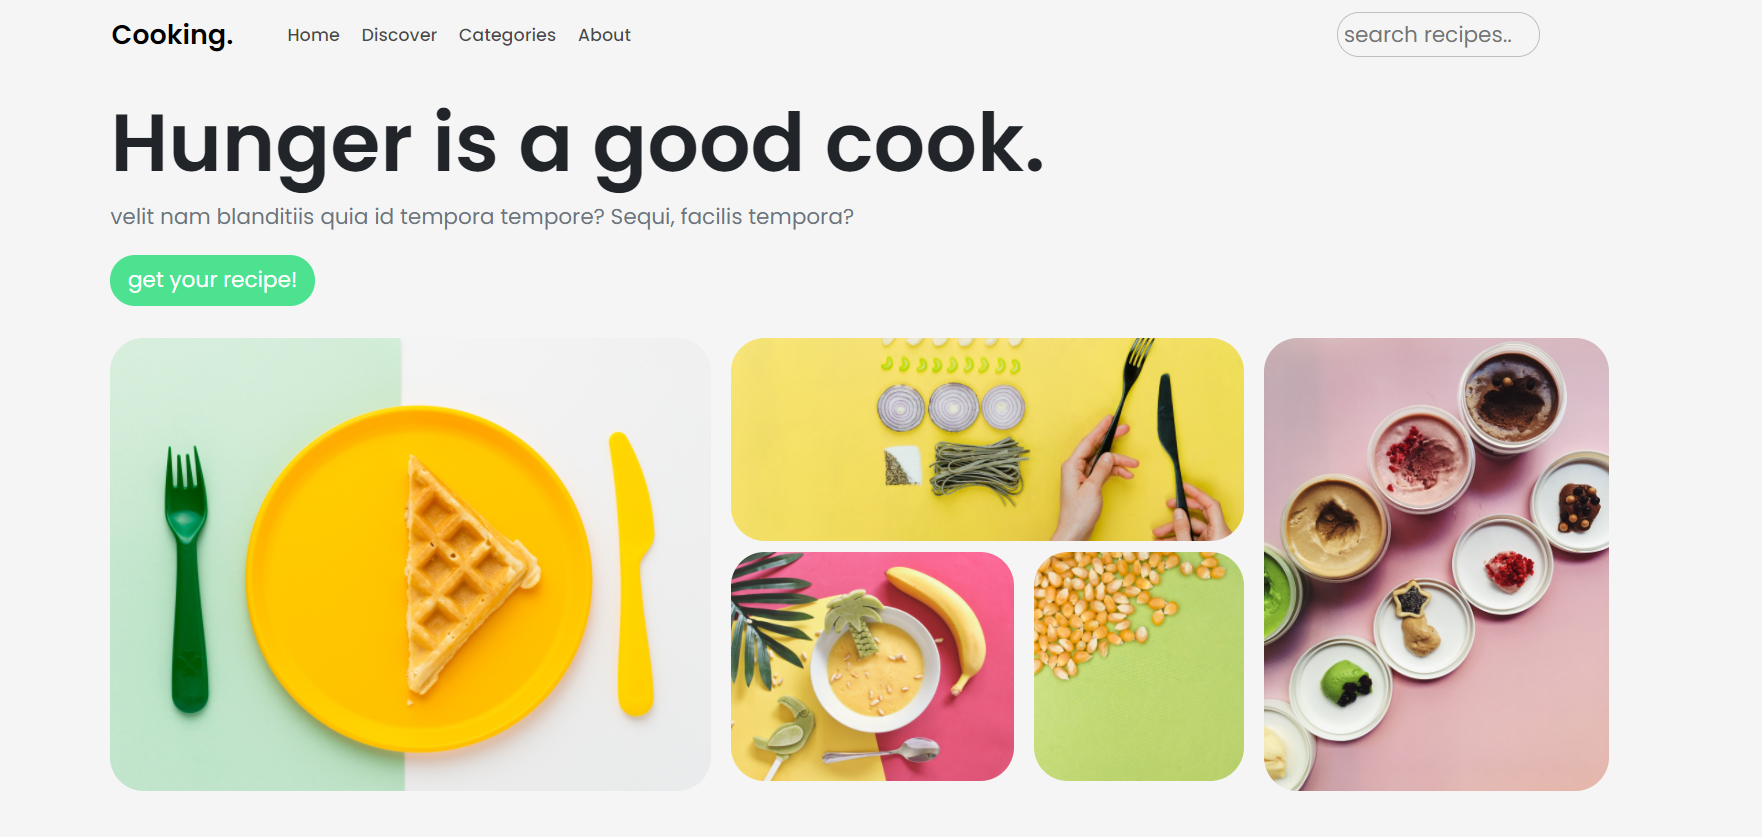 Cooking.
Home Discover Categories About
search recipes..
Hunger is a good cook.
velit nam blanditiis quia id tempora tempore? Sequi, facilis tempora?
get your recipe!